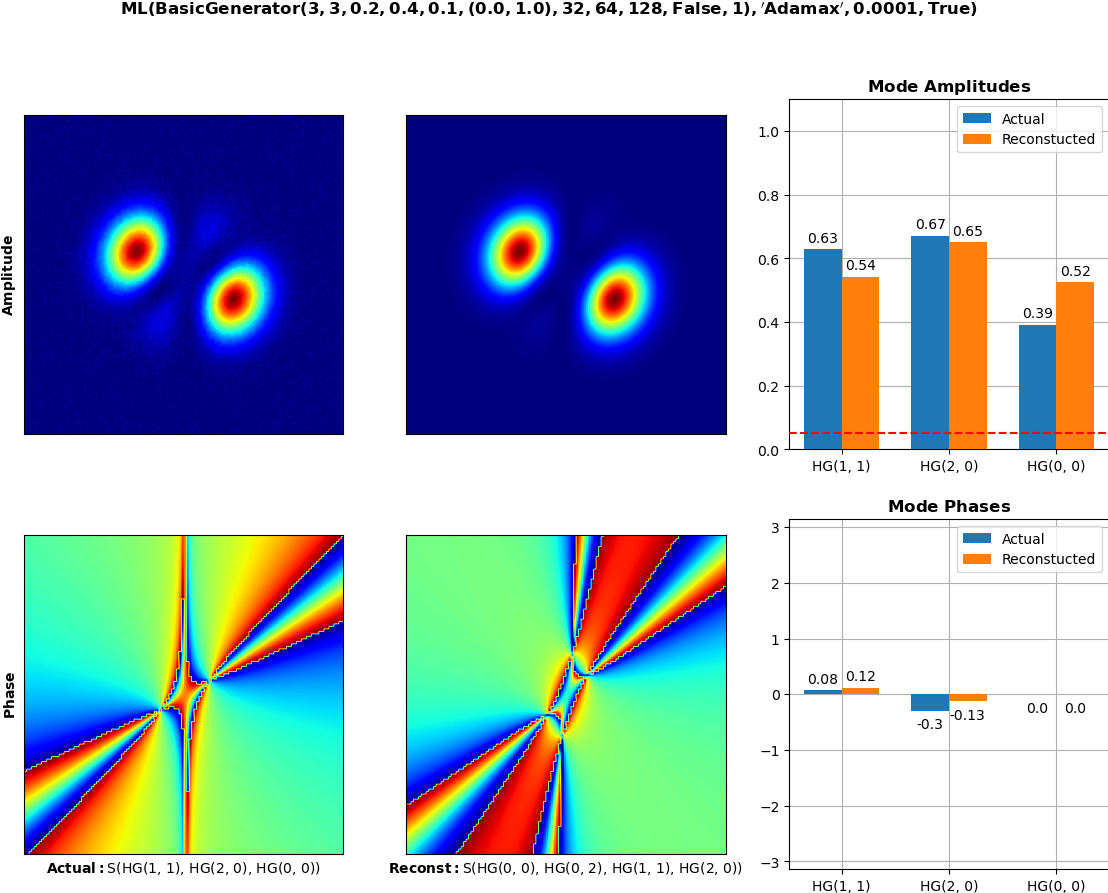 ML(BasicGenerator(3, 3, 0.2, 0.4, 0.1, (0.0, 1.0), 32, 64, 128, False, 1), ′Adamax′, 0.0001, True)
Mode Amplitudes
Amplitude
1.0
0.8
0.6
0.4
0.2
0.0
Actual
Reconstucted
0.63
0.54
0.67
0.65
0.39
0.52
HG(1, 1)
HG(2, 0)
HG(0, 0)
Mode Phases
Phase
3
2
1
0
−1
−2
−3
Actual
Reconstucted
0.08
0.12
-0.3
-0.13
0.0
0.0
HG(1, 1)
HG(2, 0)
HG(0, 0)
Actual: S(HG(1, 1), HG(2, 0), HG(0, 0))
Reconst: S(HG(0, 0), HG(0, 2), HG(1, 1), HG(2, 0))